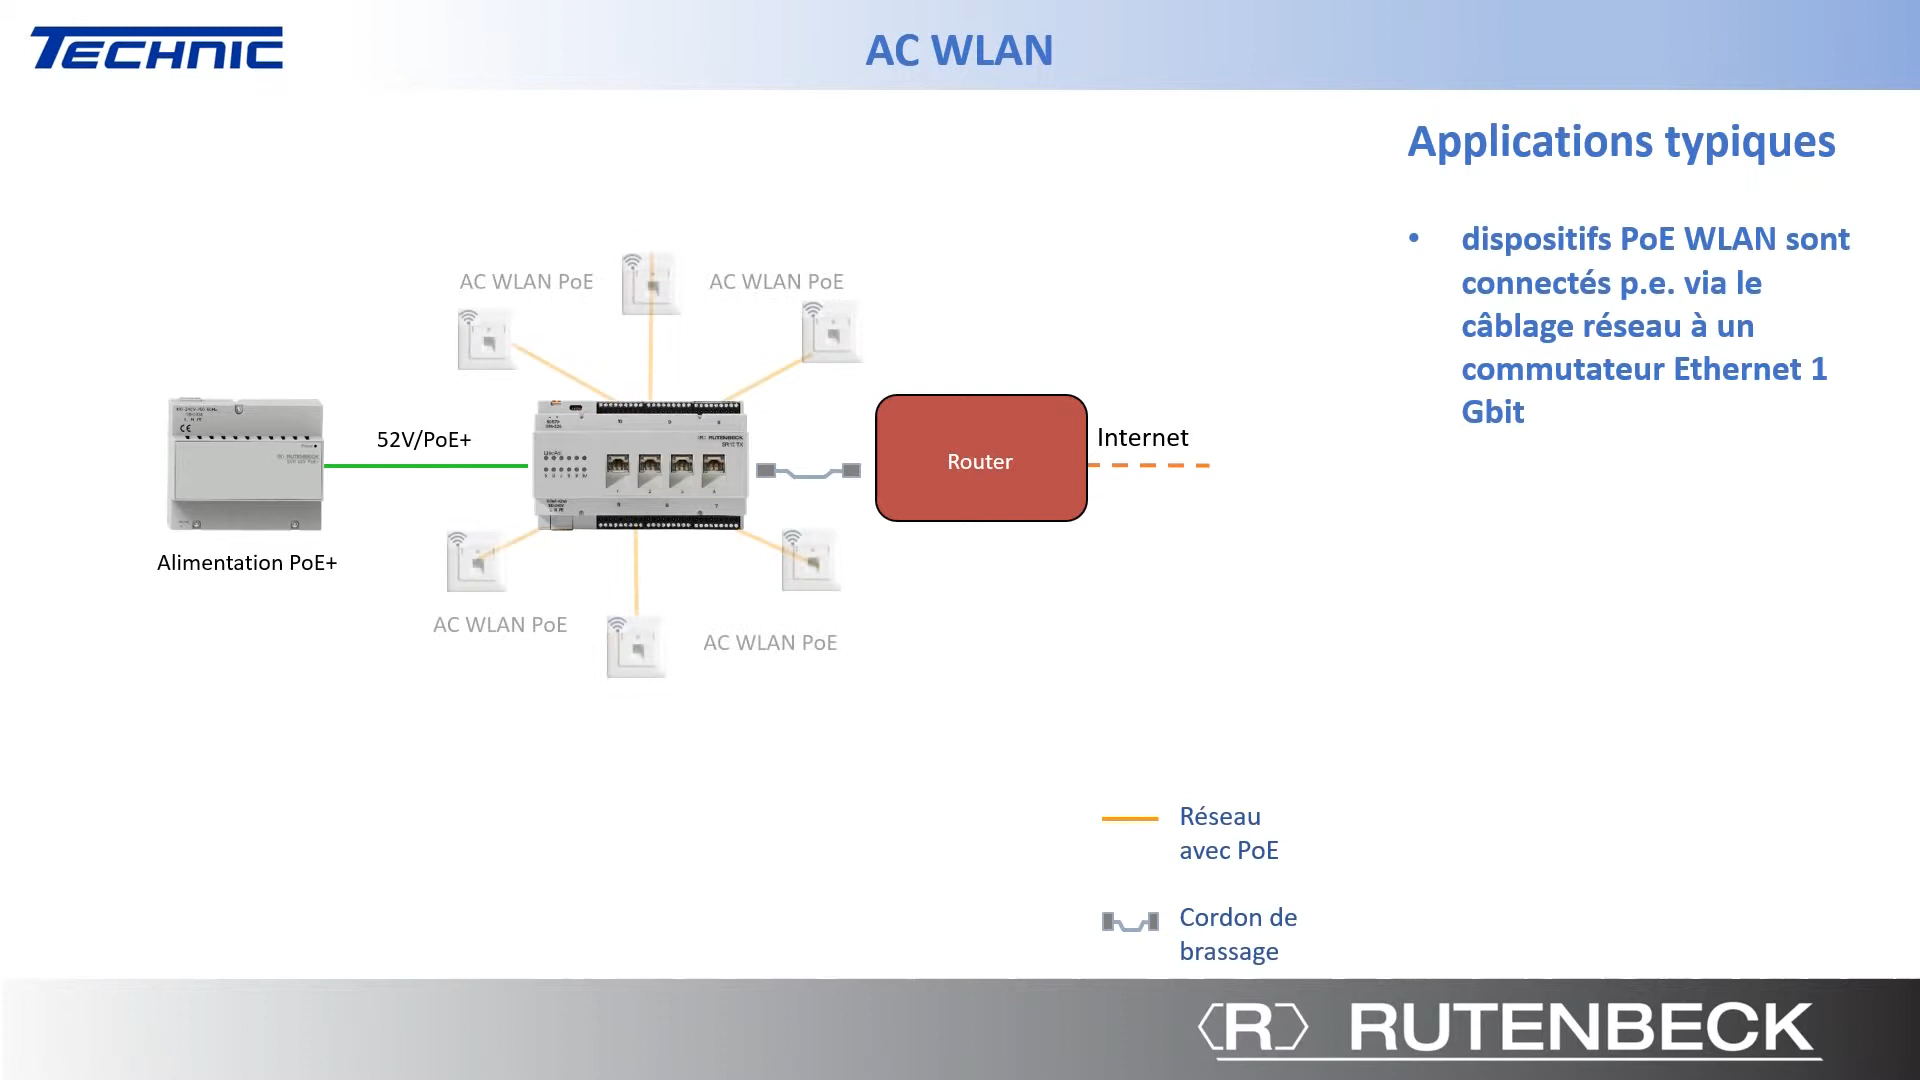 TECHNIC
AC WLAN
Applications typiques
• dispositifs PoE WLAN sont
connectés p.e. via le
câblage réseau à un
commutateur Ethernet 1
Gbit
AC WLAN PoE
AC WLAN PoE
52V/PoE+
RUTENBECK
RUTENBECK
Router
Internet
Alimentation PoE+
AC WLAN PoE
AC WLAN PoE
Réseau
avec PoE
Cordon de
brassage
R RUTENBECK